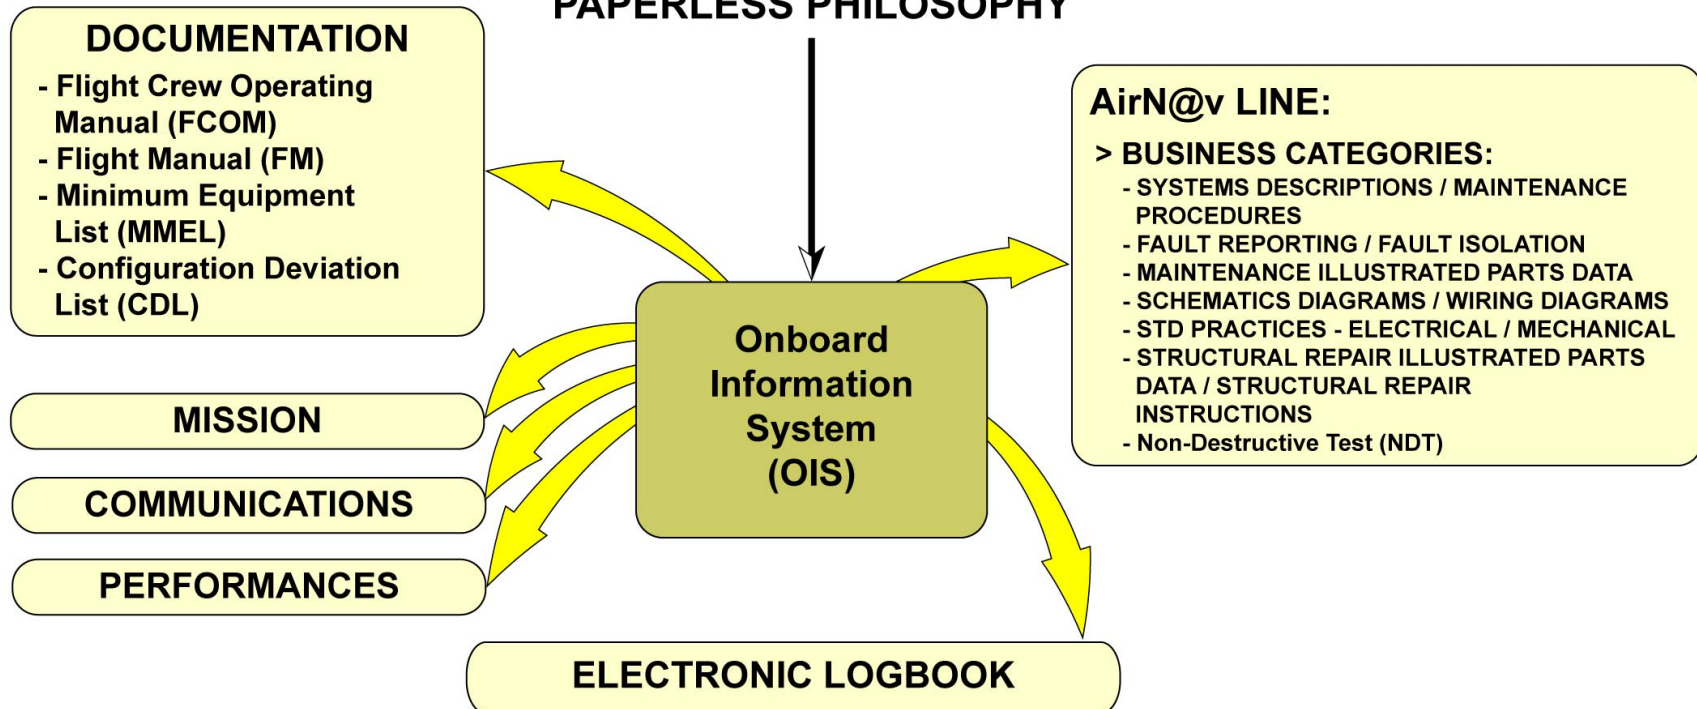 PAPERLESS PHILOSOPHY
DOCUMENTATION
- Flight Crew Operating
Manual (FCOM)
- Flight Manual (FM)
- Minimum Equipment
List (MMEL)
- Configuration Deviation
List (CDL)
MISSION
COMMUNICATIONS
PERFORMANCES
Onboard
Information
System
(OIS)
AirN@v LINE:
> BUSINESS CATEGORIES:
- SYSTEMS DESCRIPTIONS / MAINTENANCE
PROCEDURES
- FAULT REPORTING / FAULT ISOLATION
- MAINTENANCE ILLUSTRATED PARTS DATA
- SCHEMATICS DIAGRAMS / WIRING DIAGRAMS
- STD PRACTICES - ELECTRICAL / MECHANICAL
- STRUCTURAL REPAIR ILLUSTRATED PARTS
DATA / STRUCTURAL REPAIR
INSTRUCTIONS
- Non-Destructive Test (NDT)
ELECTRONIC LOGBOOK